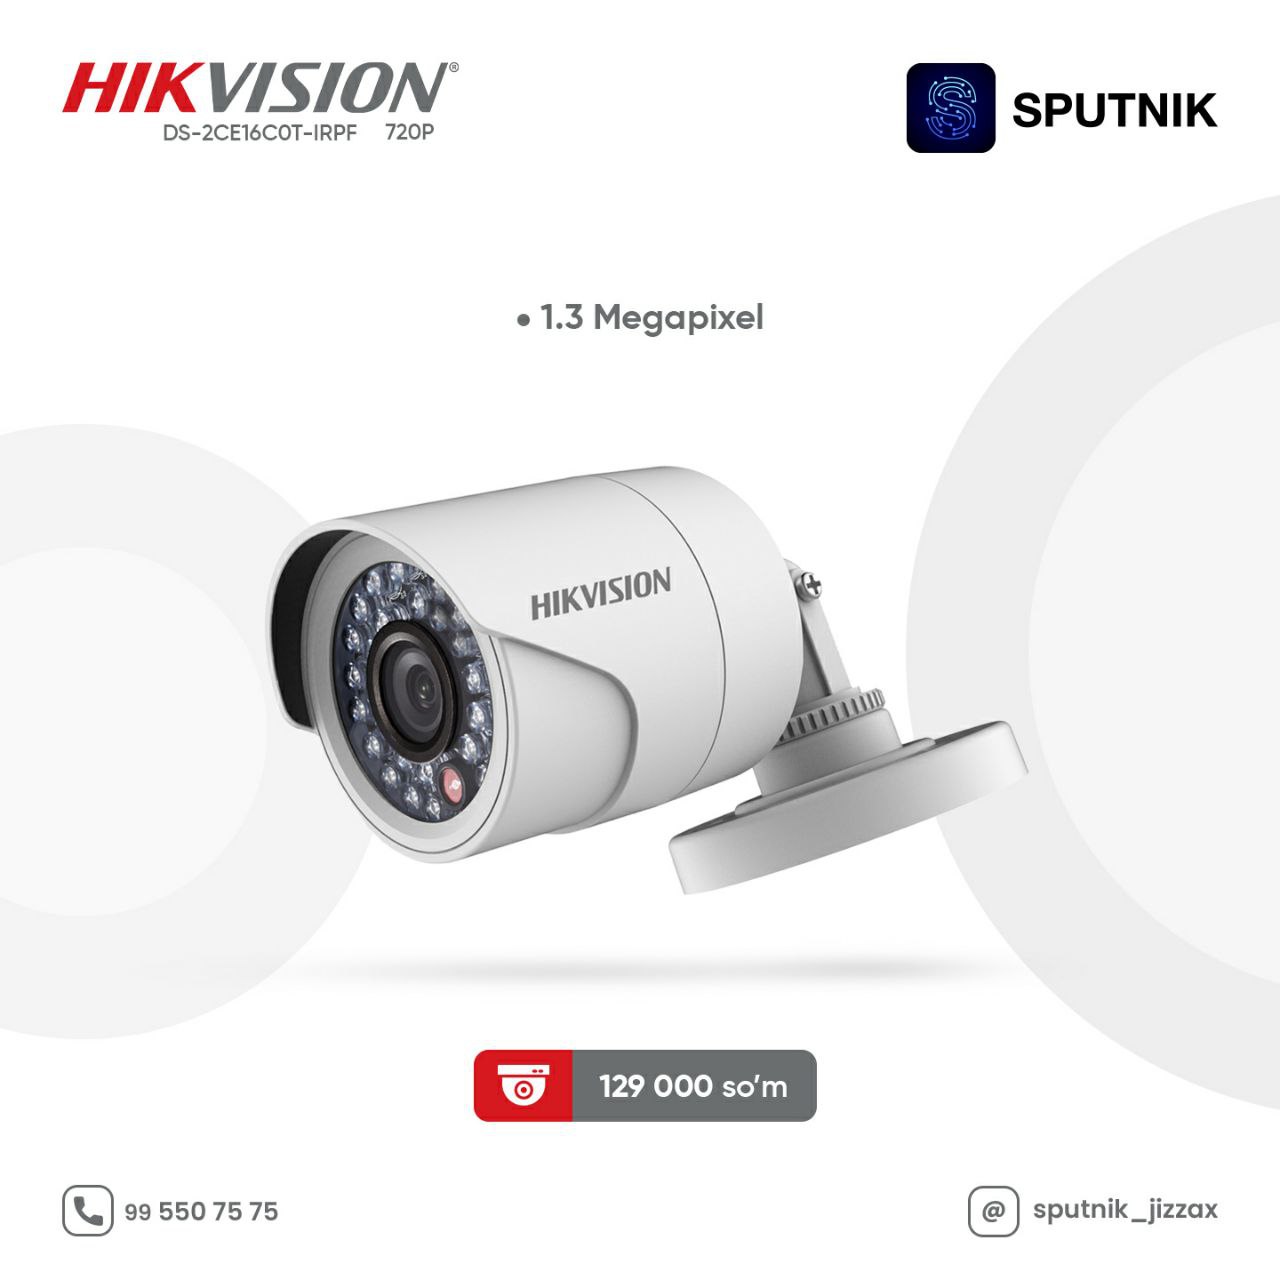 HIKVISION®
DS-2CE16C0T-IRPF 720P
SPUTNIK
• 1.3 Megapixel
HIKVISION
129 000 so'm
99 550 75 75
@ sputnik_jizzax